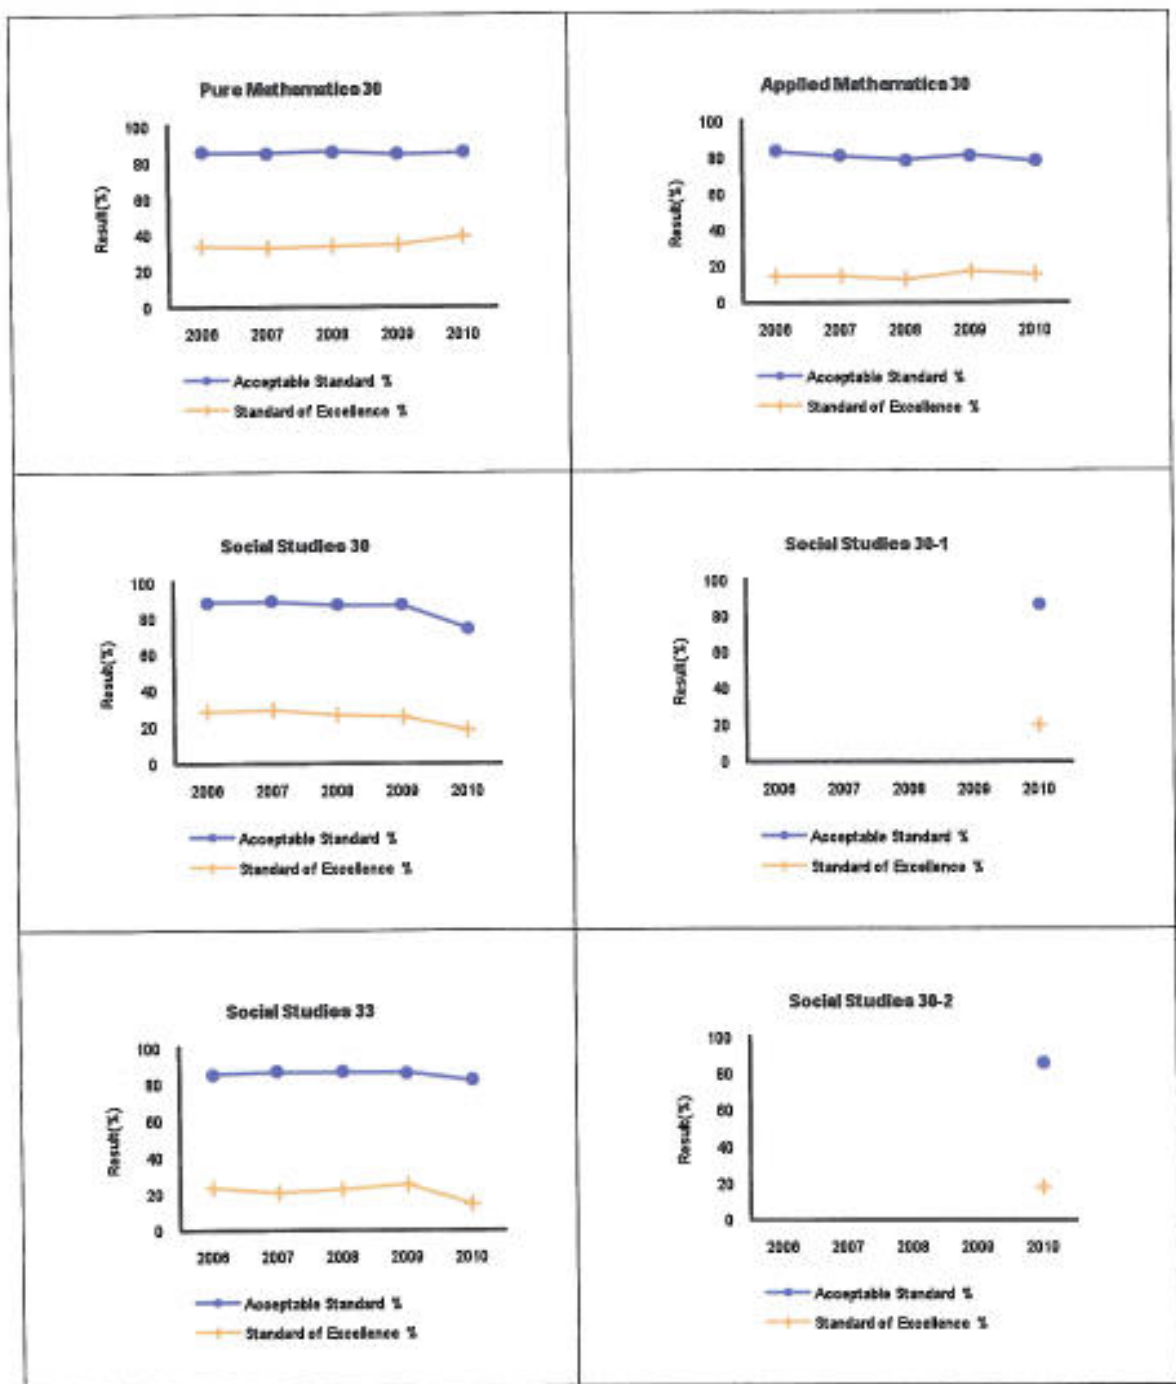 Pure Mathematics 30
100
80
60
40
20
0
Result(%)
2006 2007 2008 2009 2010
Acceptable Standard %
Standard of Excellence %
Applied Mathematics 30
100
80
60
40
20
0
Result(%)
2006 2007 2008 2009 2010
Acceptable Standard %
Standard of Excellence %
Social Studies 30
100
80
60
40
20
0
Result(%)
2006 2007 2008 2009 2010
Acceptable Standard %
Standard of Excellence %
Social Studies 30-1
100
80
60
40
20
0
Result(%)
2006 2007 2008 2009 2010
Acceptable Standard %
Standard of Excellence %
Social Studies 33
100
80
60
40
20
0
Result(%)
2006 2007 2008 2009 2010
Acceptable Standard %
Standard of Excellence %
Social Studies 30-2
100
80
60
40
20
0
Result(%)
2006 2007 2008 2009 2010
Acceptable Standard %
Standard of Excellence %